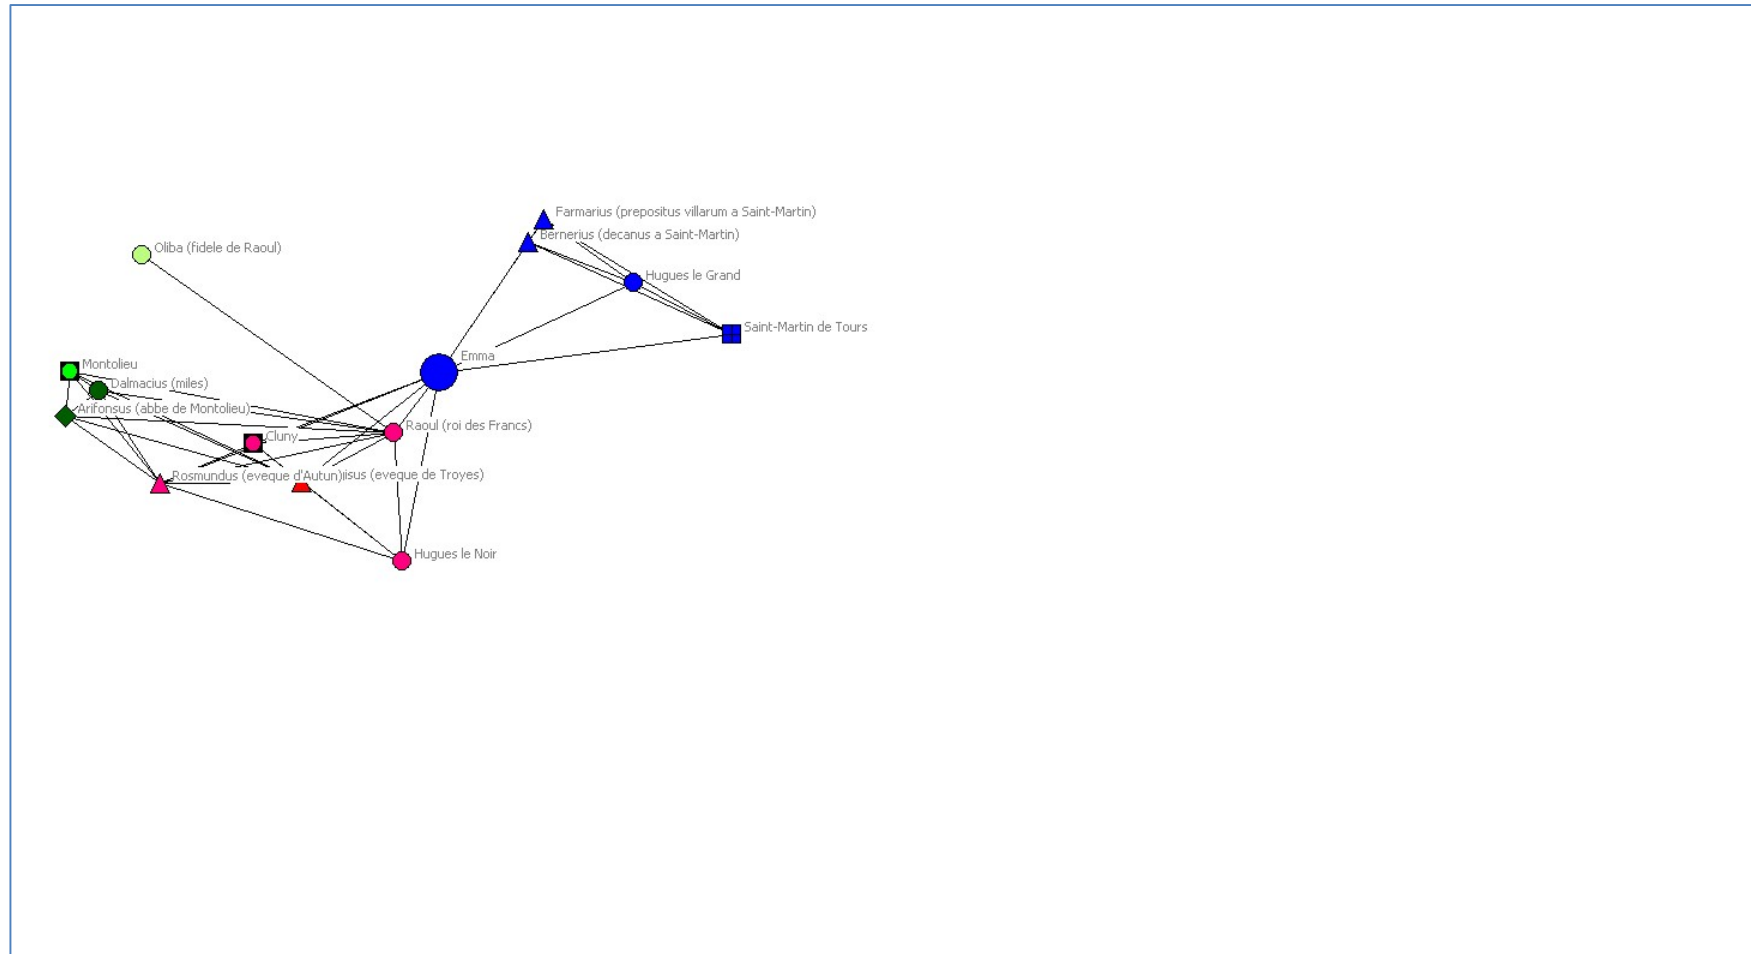 Farmarius (prepositus villarum a Saint-Martin)
Bernerius (decanus a Saint-Martin)
Oliba (fidele de Raoul)
Hugues le Grand
Saint-Martin de Tours
Emma
Montolieu
Dalmacius (miles)
Arifonsus (abbe de Montolieu)
Raoul (roi des Francs)
Cluny
Rosmundus (eveque d'Autun)
(eveque de Troyes)
Hugues le Noir